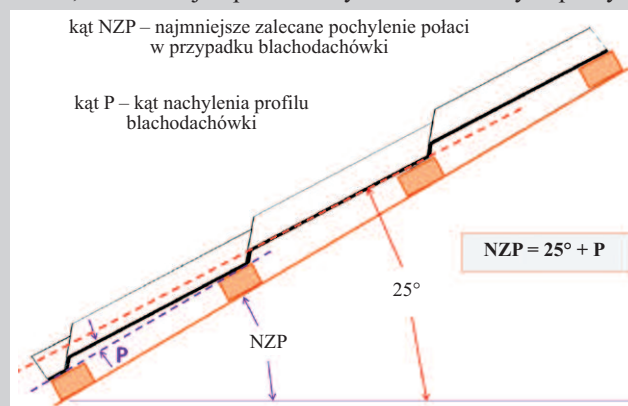 kąt NZP – najmniejsze zalecane pochylenie połaci
w przypadku blachodachówki
kąt P – kąt nachylenia profilu
blachodachówki
NZP = 25° + P
25°
NZP
P